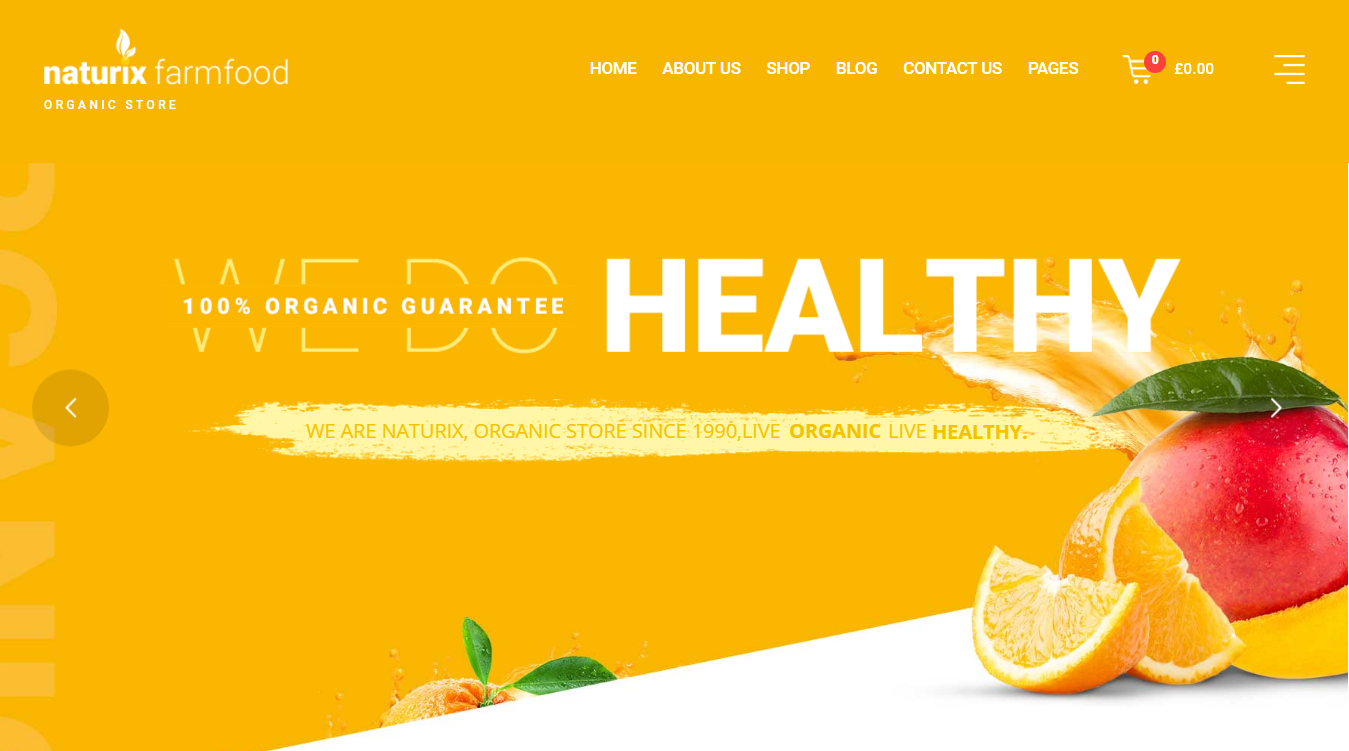 naturix farmfood
ORGANIC STORE
HOME ABOUT US SHOP BLOG CONTACT US PAGES 0 £0.00
WE DO HEALTHY
100% ORGANIC GUARANTEE
WE ARE NATURIX, ORGANIC STORE SINCE 1990,LIVE ORGANIC LIVE HEALTHY.